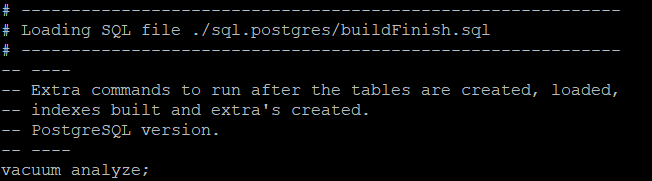 # ------------------------------------------------------------
# Loading SQL file ./sql.postgres/buildFinish.sql
# ------------------------------------------------------------
-- ----
-- Extra commands to run after the tables are created, loaded,
-- indexes built and extra's created.
-- PostgreSQL version.
-- ----
vacuum analyze;